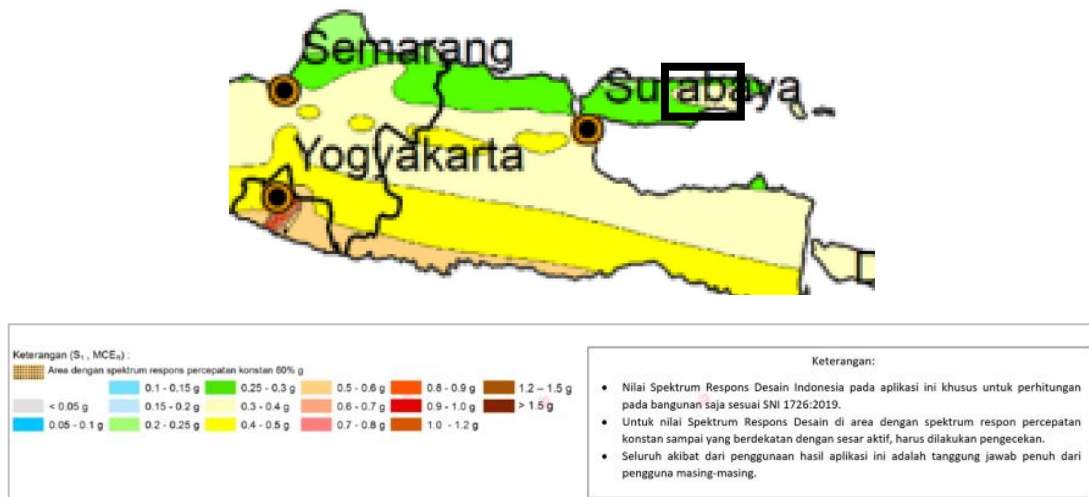 Semarang
Surabaya
Yogyakarta
Keterangan (S₁ , MCEʀ) :
Area dengan spektrum respons percepatan konstan 60% g
0.1 - 0.15 g 0.25 - 0.3 g 0.5 - 0.6 g 0.8 - 0.9 g 1.2 – 1.5 g
< 0.05 g 0.15 - 0.2 g 0.3 - 0.4 g 0.6 - 0.7 g 0.9 - 1.0 g > 1.5 g
0.05 - 0.1 g 0.2 - 0.25 g 0.4 - 0.5 g 0.7 - 0.8 g 1.0 - 1.2 g
Keterangan:
• Nilai Spektrum Respons Desain Indonesia pada aplikasi ini khusus untuk perhitungan
pada bangunan saja sesuai SNI 1726:2019.
• Untuk nilai Spektrum Respons Desain di area dengan spektrum respon percepatan
konstan sampai yang berdekatan dengan sesar aktif, harus dilakukan pengecekan.
• Seluruh akibat dari penggunaan hasil aplikasi ini adalah tanggung jawab penuh dari
pengguna masing-masing.